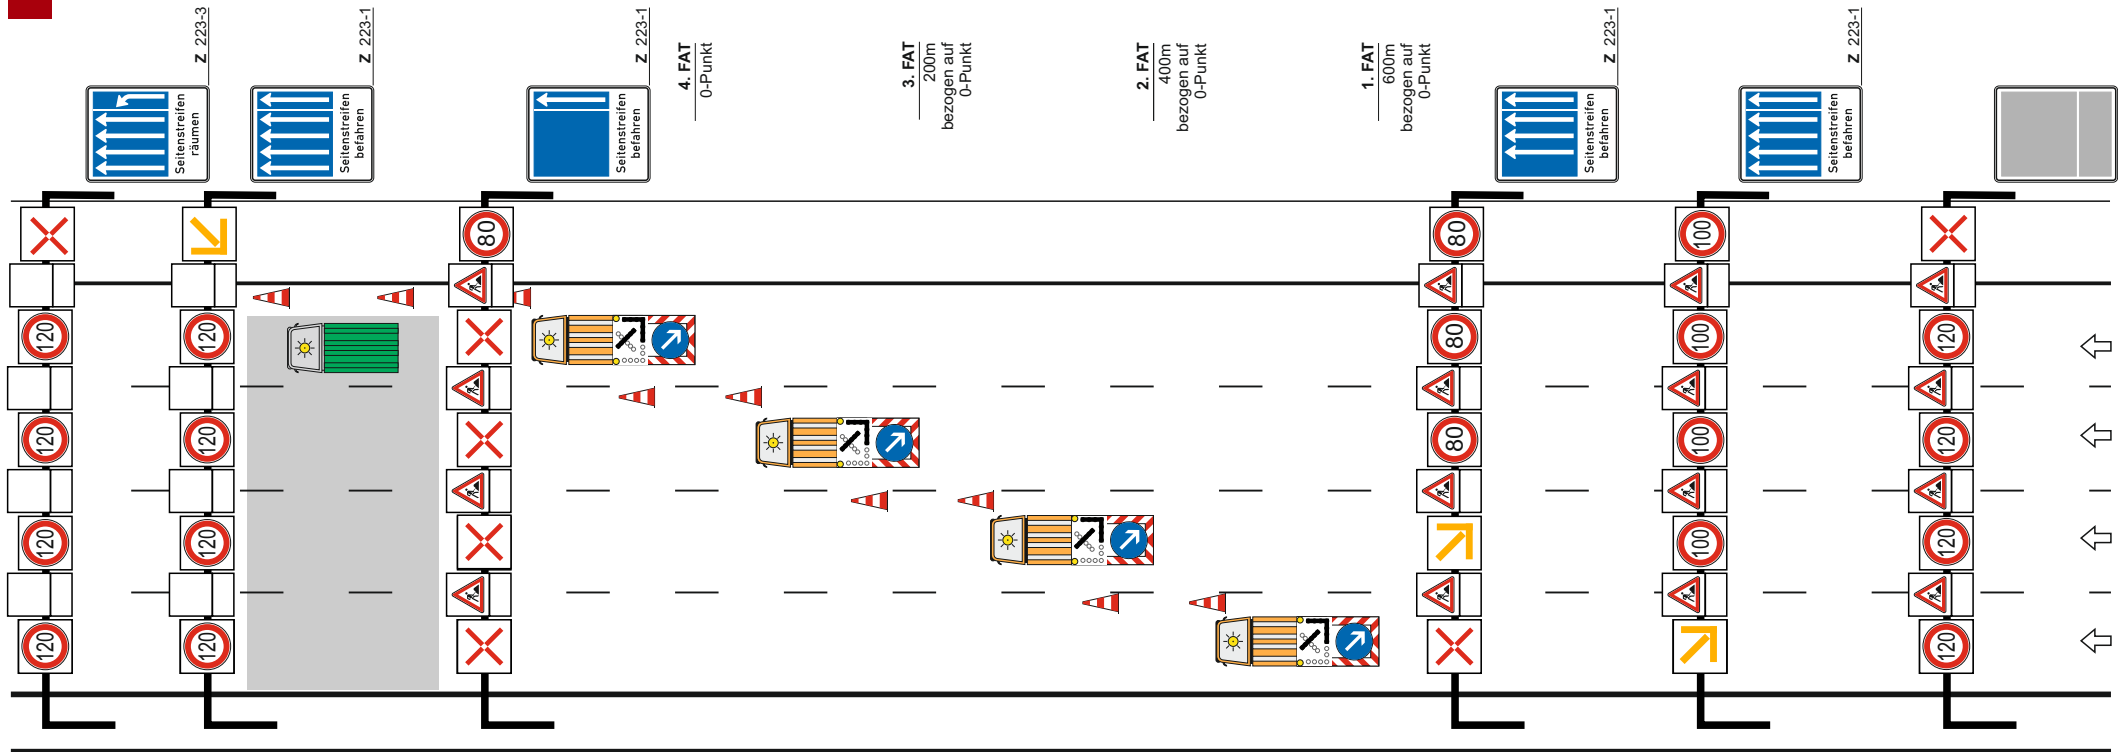 Z 223-3
Seitenstreifen
räumen
Z 223-1
Seitenstreifen
befahren
Z 223-1
Seitenstreifen
befahren
4. FAT
0-Punkt
3. FAT
200m
bezogen auf
0-Punkt
2. FAT
400m
bezogen auf
0-Punkt
1. FAT
600m
bezogen auf
0-Punkt
Z 223-1
Seitenstreifen
befahren
Z 223-1
Seitenstreifen
befahren
120
120
120
120
120
120
120
120
80
80
80
80
100
100
100
100
120
120
120
120